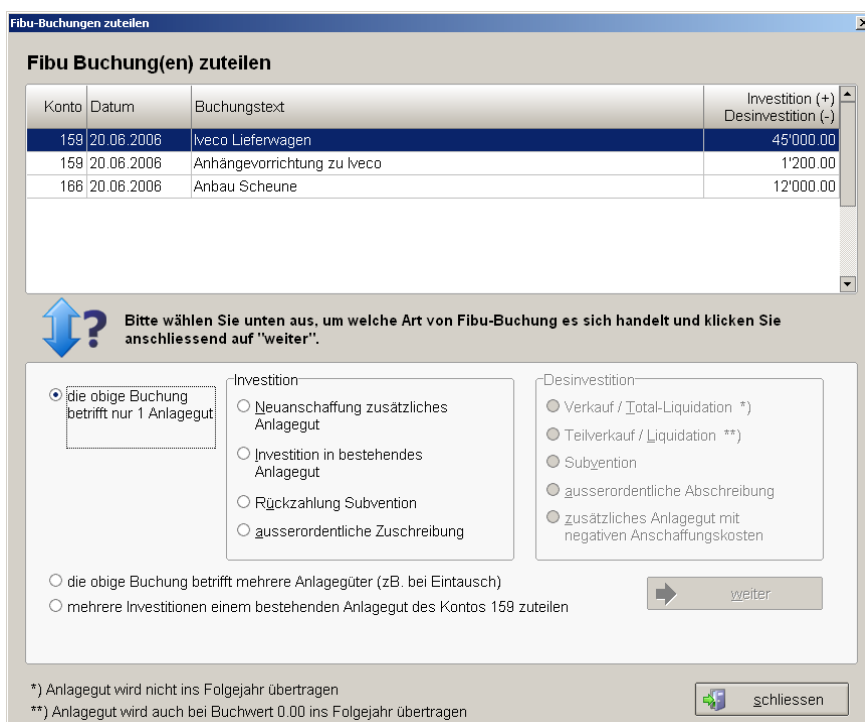 Fibu-Buchungen zuteilen
Fibu Buchung(en) zuteilen
Konto Datum Buchungstext Investition (+) Desinvestition (-)
159 20.06.2006 Iveco Lieferwagen 45'000.00
159 20.06.2006 Anhängevorrichtung zu Iveco 1'200.00
166 20.06.2006 Anbau Scheune 12'000.00
Bitte wählen Sie unten aus, um welche Art von Fibu-Buchung es sich handelt und klicken Sie
anschliessend auf "weiter".
die obige Buchung
betrifft nur 1 Anlagegut
Investition
Neuanschaffung zusätzliches
Anlagegut
Investition in bestehendes
Anlagegut
Rückzahlung Subvention
ausserordentliche Zuschreibung
Desinvestition
Verkauf / Total-Liquidation *)
Teilverkauf / Liquidation **)
Subvention
ausserordentliche Abschreibung
zusätzliches Anlagegut mit
negativen Anschaffungskosten
die obige Buchung betrifft mehrere Anlagegüter (zB. bei Eintausch)
mehrere Investitionen einem bestehenden Anlagegut des Kontos 159 zuteilen
weiter
*) Anlagegut wird nicht ins Folgejahr übertragen
**) Anlagegut wird auch bei Buchwert 0.00 ins Folgejahr übertragen
schliessen